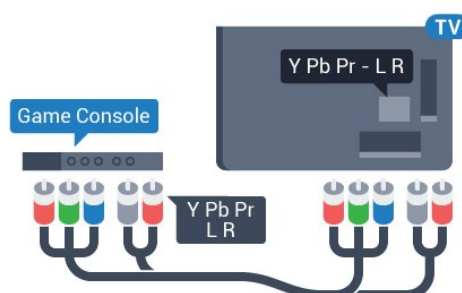 TV
Y Pb Pr - L R
Game Console
Y Pb Pr
L R